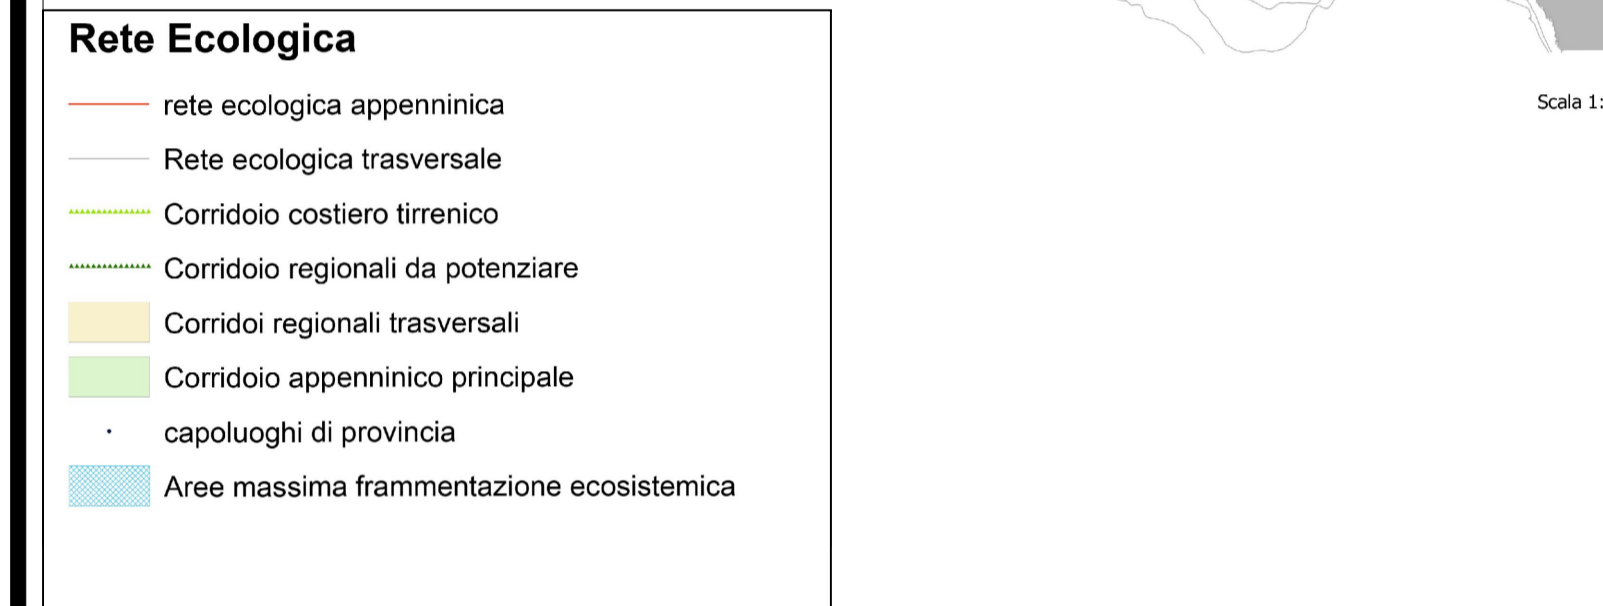 Rete Ecologica
rete ecologica appenninica
Rete ecologica trasversale
Corridoio costiero tirrenico
Corridoio regionali da potenziare
Corridoi regionali trasversali
Corridoio appenninico principale
capoluoghi di provincia
Aree massima frammentazione ecosistemica
Scala 1: